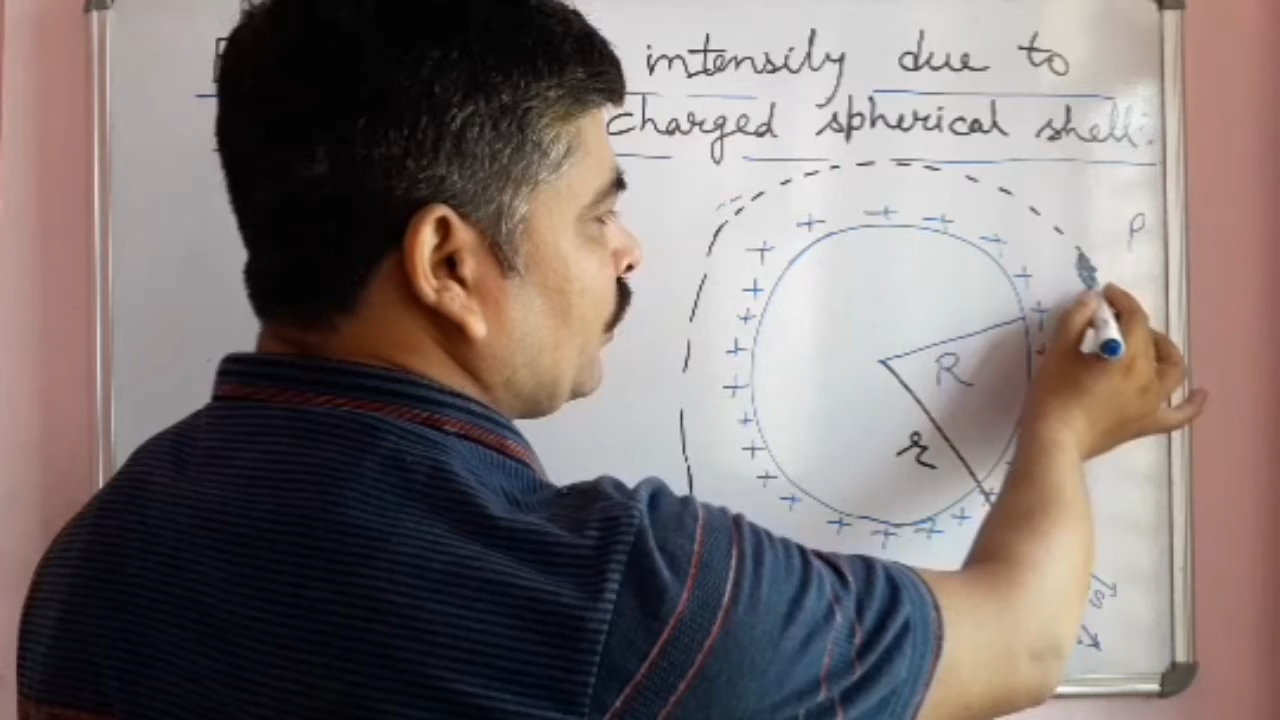 intensity due to
charged spherical shell.
P
R
r